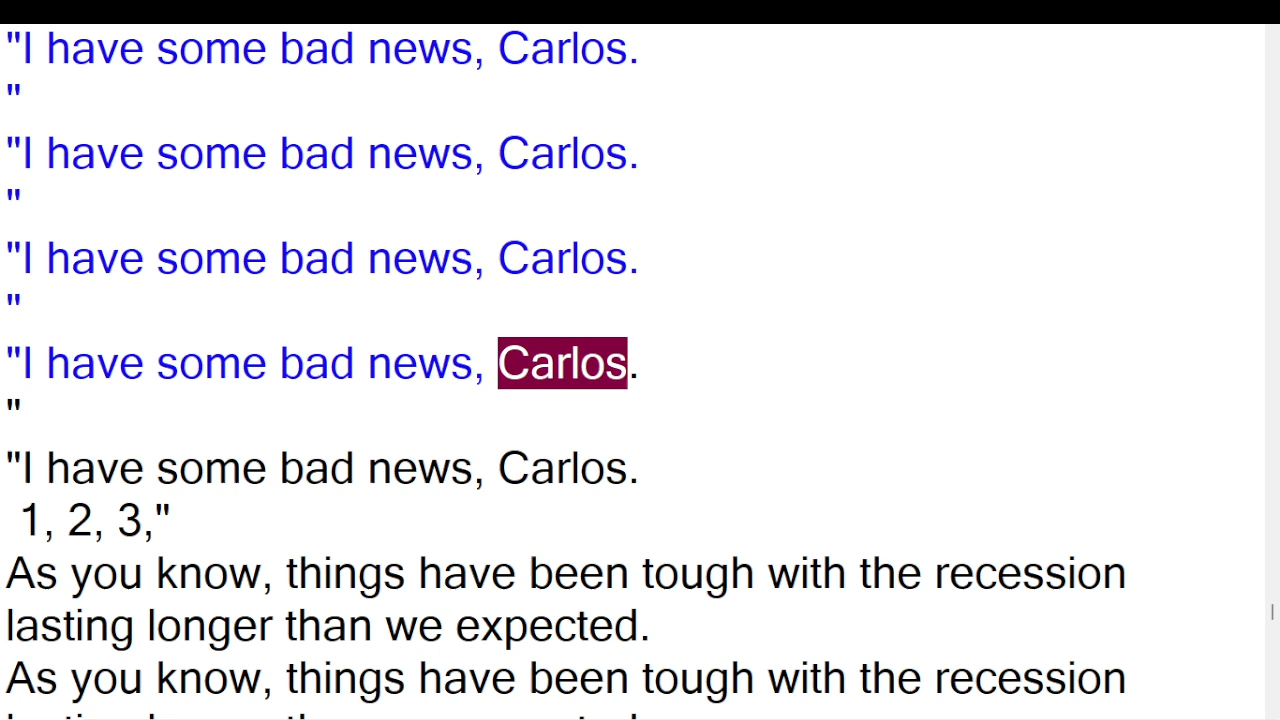 "I have some bad news, Carlos.
"
"I have some bad news, Carlos.
"
"I have some bad news, Carlos.
"
"I have some bad news, Carlos.
"
"I have some bad news, Carlos.
1, 2, 3,"
As you know, things have been tough with the recession
lasting longer than we expected.
As you know, things have been tough with the recession